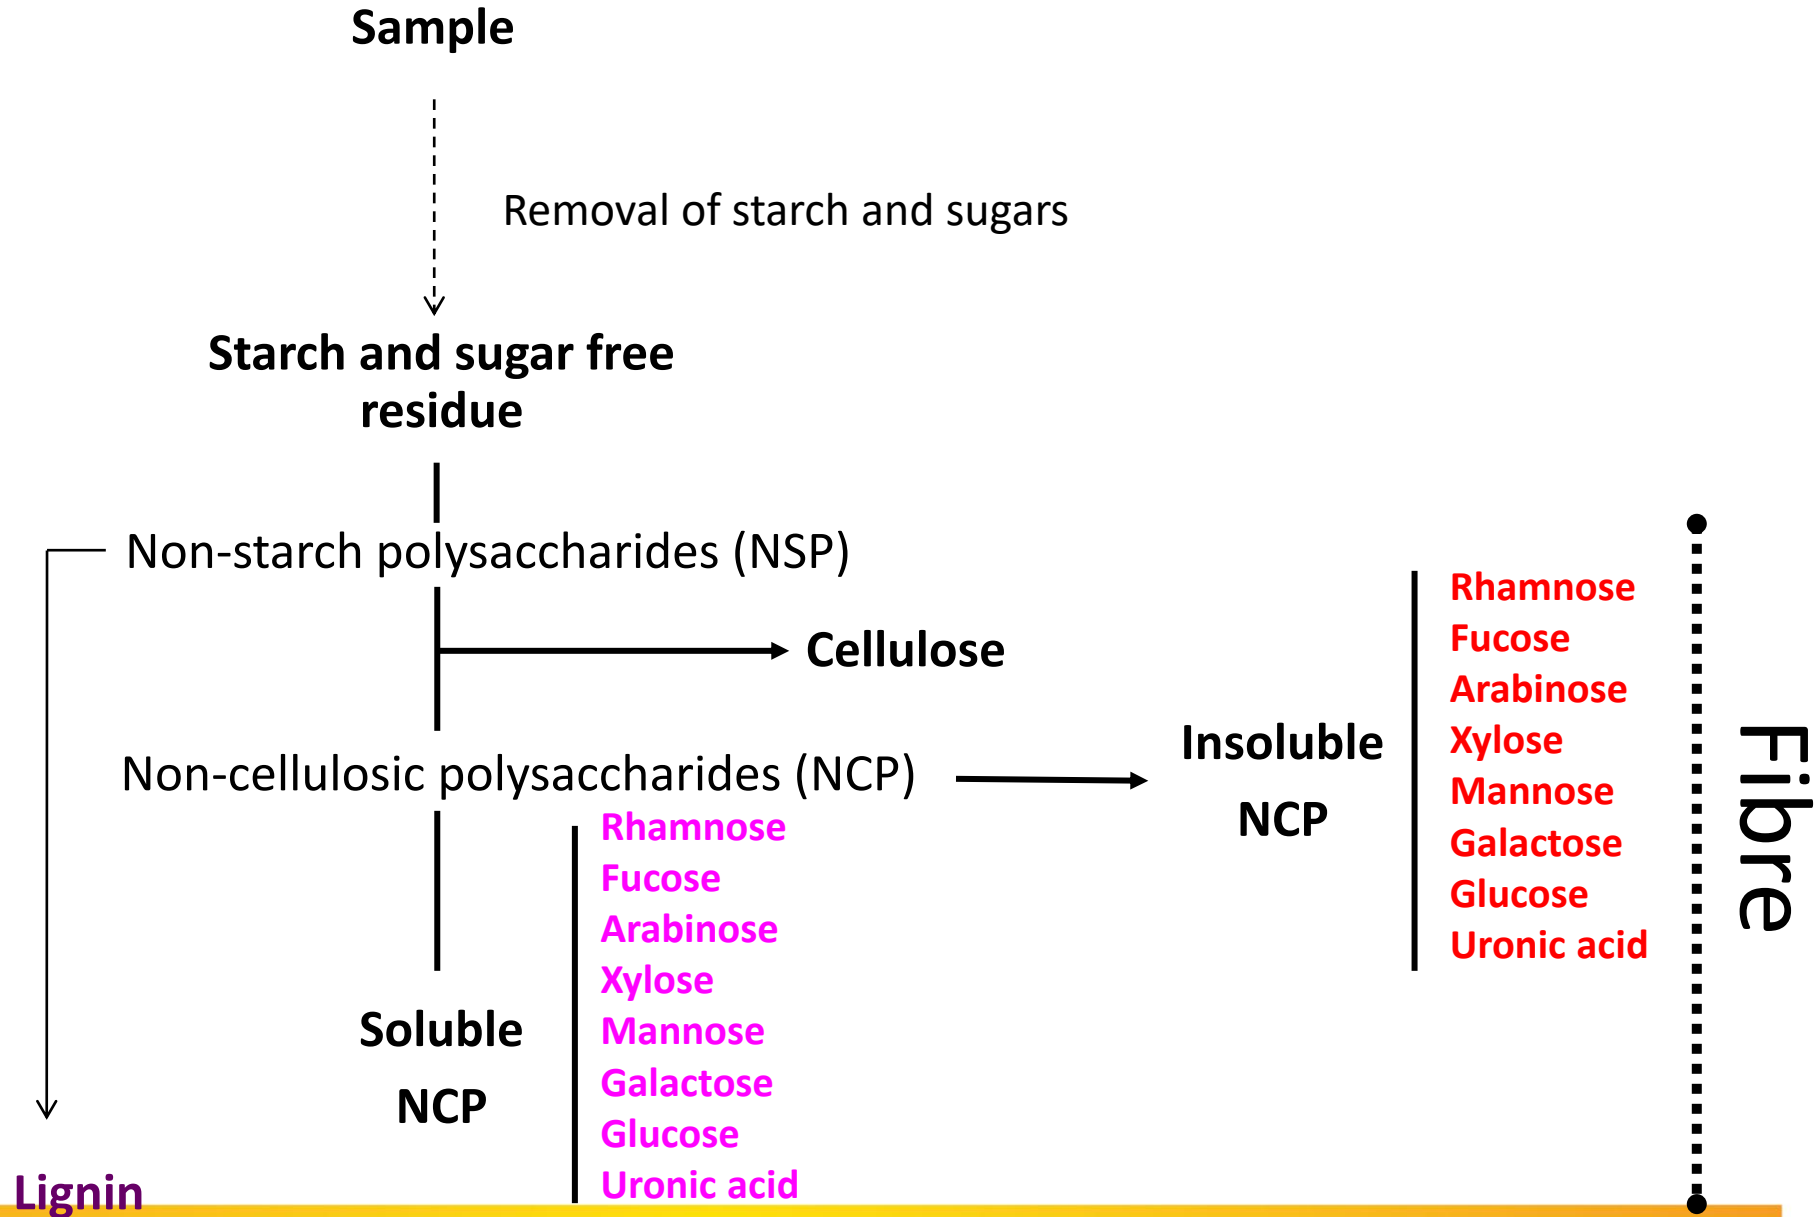 Sample
Removal of starch and sugars
Starch and sugar free
residue
Non-starch polysaccharides (NSP)
Cellulose
Non-cellulosic polysaccharides (NCP)
Insoluble
NCP
Rhamnose
Fucose
Arabinose
Xylose
Mannose
Galactose
Glucose
Uronic acid
Fibre
Soluble
NCP
Rhamnose
Fucose
Arabinose
Xylose
Mannose
Galactose
Glucose
Uronic acid
Lignin